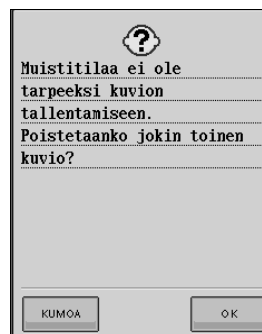 Muistitilaa ei ole
tarpeeksi kuvion
tallentamiseen.
Poistetaanko jokin toinen
kuvio?
KUMOA
OK